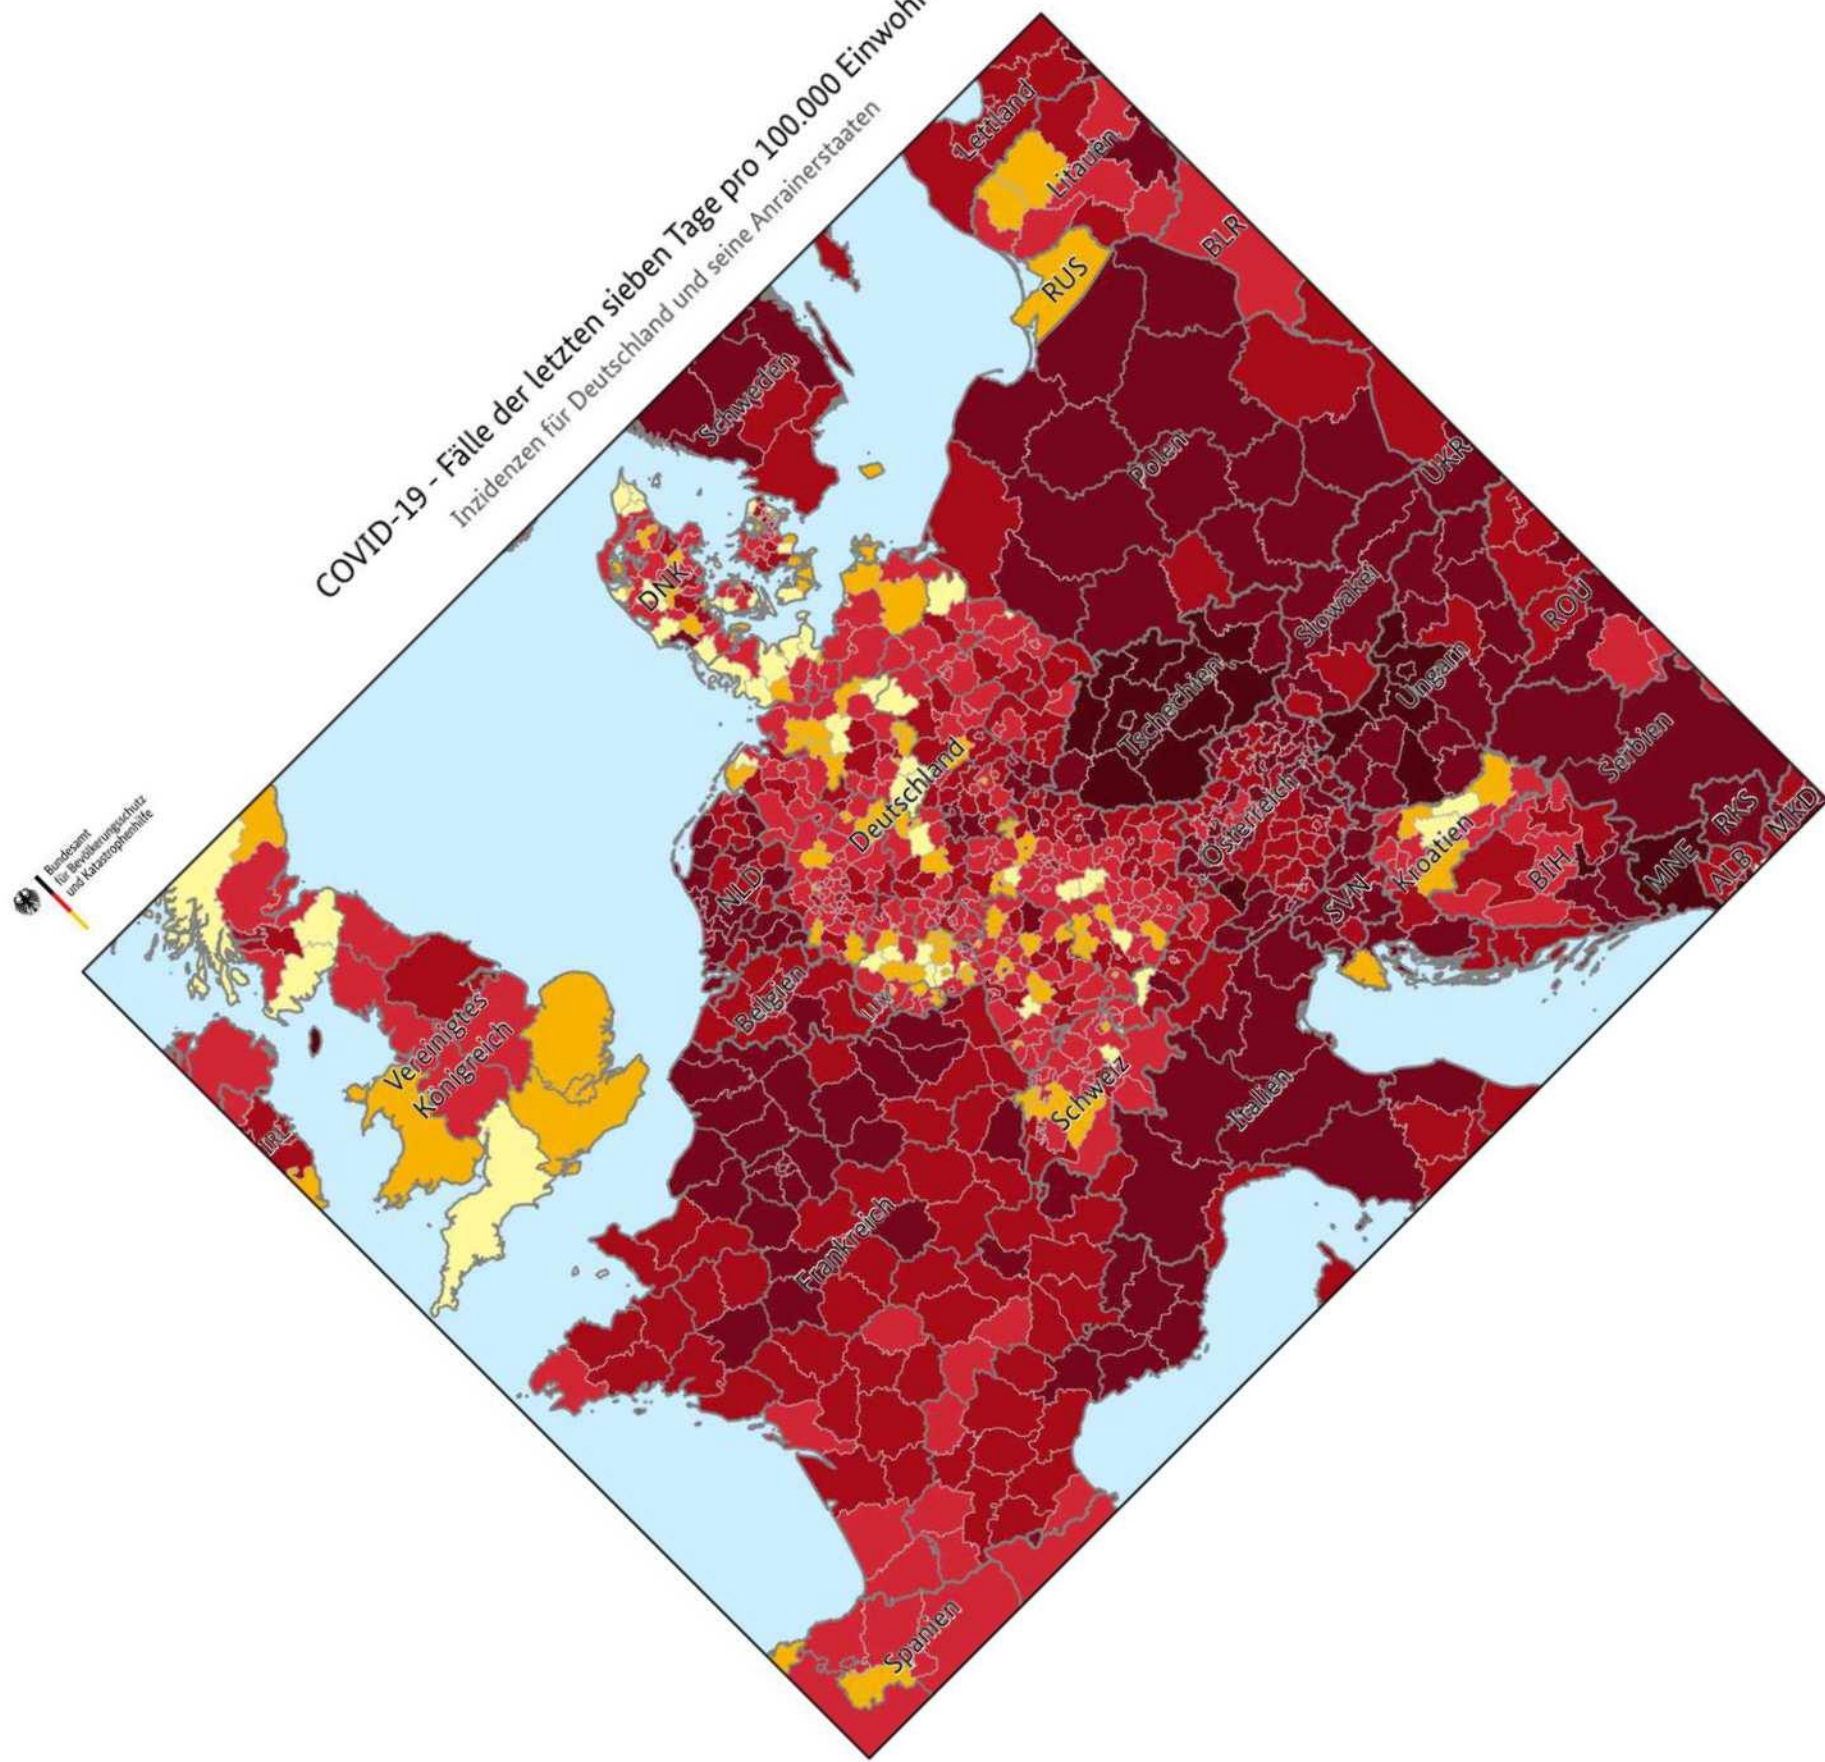 COVID-19 - Fälle der letzten sieben Tage pro 100.000
Inzidenzen für Deutschland und seine Anrainerstaaten
Bundesamt
für Bevölkerungsschutz
und Katastrophenhilfe
Lettland
Litauen
BLR
RUS
Schweden
Polen
UKR
DNK
Slowakei
ROU
Tschechien
Ungarn
Deutschland
Serbien
Österreich
RKS
MKD
NLD
Kroatien
BIH
MNE
ALB
SVN
Belgien
LUX
Vereinigtes
Königreich
IRL
Schweiz
Italien
Frankreich
Spanien